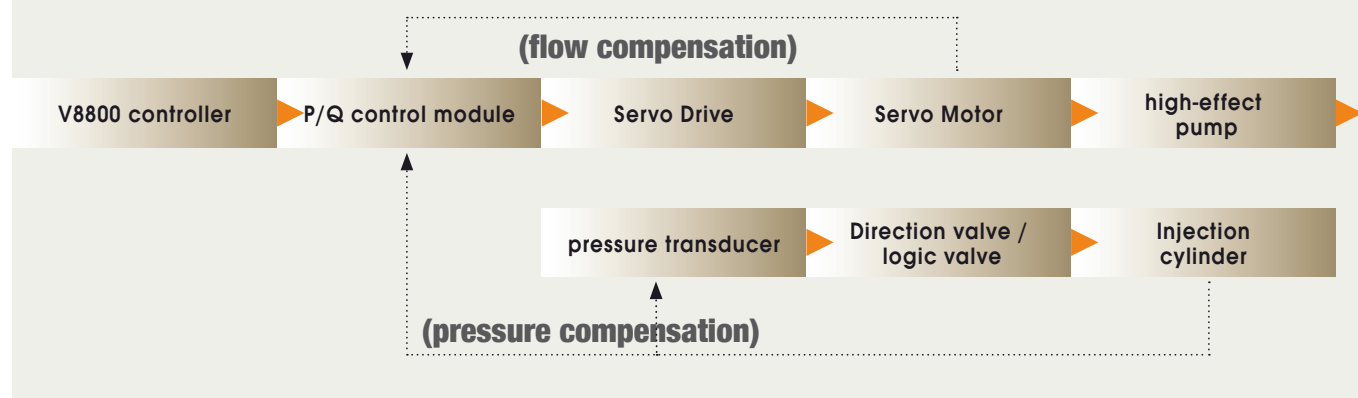 (flow compensation)
V8800 controller
P/Q control module
Servo Drive
Servo Motor
high-effect
pump
pressure transducer
Direction valve /
logic valve
Injection
cylinder
(pressure compensation)